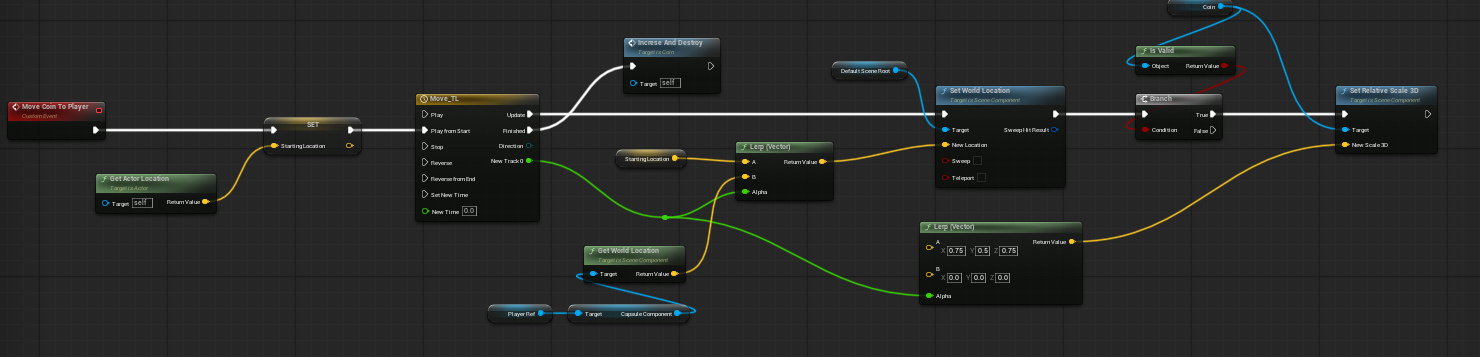 Move Coin To Player
Custom Event
Get Actor Location
Target is Actor
Target
self
Return Value
SET
Starting Location
Move_TL
Play
Update
Play from Start
Finished
Stop
Direction
Reverse
New Track 0
Reverse from End
Set New Time
New Time
0.0
Increse And Destroy
Target is Coin
Target
self
Starting Location
Lerp (Vector)
A
Return Value
B
Alpha
Get World Location
Target is Scene Component
Target
Return Value
Player Ref
Target
Capsule Component
Default Scene Root
Set World Location
Target is Scene Component
Target
Sweep Hit Result
New Location
Sweep
Teleport
Lerp (Vector)
A
Return Value
X 0.75 Y 0.5 Z 0.75
B
X 0.0 Y 0.0 Z 0.0
Alpha
Coin
Is Valid
Object
Return Value
Branch
True
Condition
False
Set Relative Scale 3D
Target is Scene Component
Target
New Scale 3D